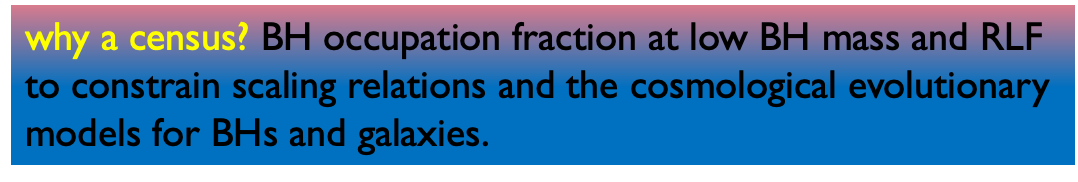 why a census? BH occupation fraction at low BH mass and RLF
to constrain scaling relations and the cosmological evolutionary
models for BHs and galaxies.